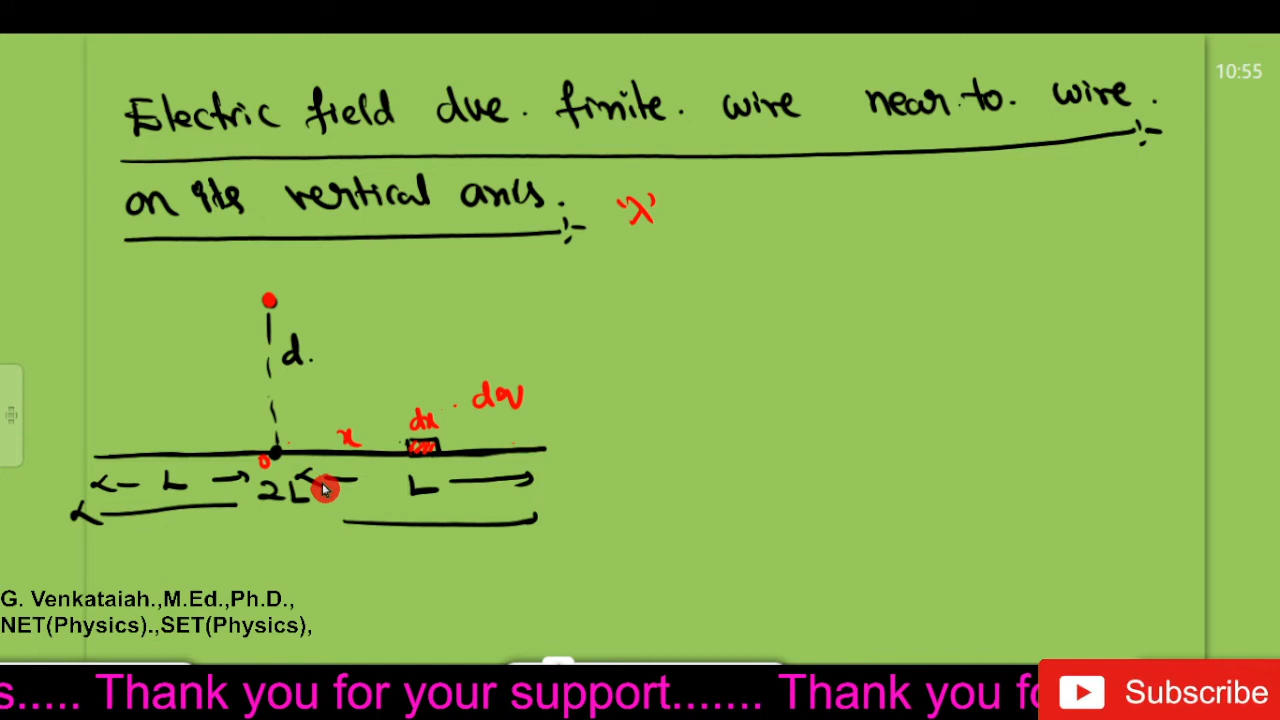 10:55
Electric field due. finite. wire near to. wire.
on its vertical axis. 'λ'
d.
dx dq
x
0
L 2L L
G. Venkataiah.,M.Ed.,Ph.D.,
NET(Physics).,SET(Physics),
s..... Thank you for your support....... Thank you fo
Subscribe